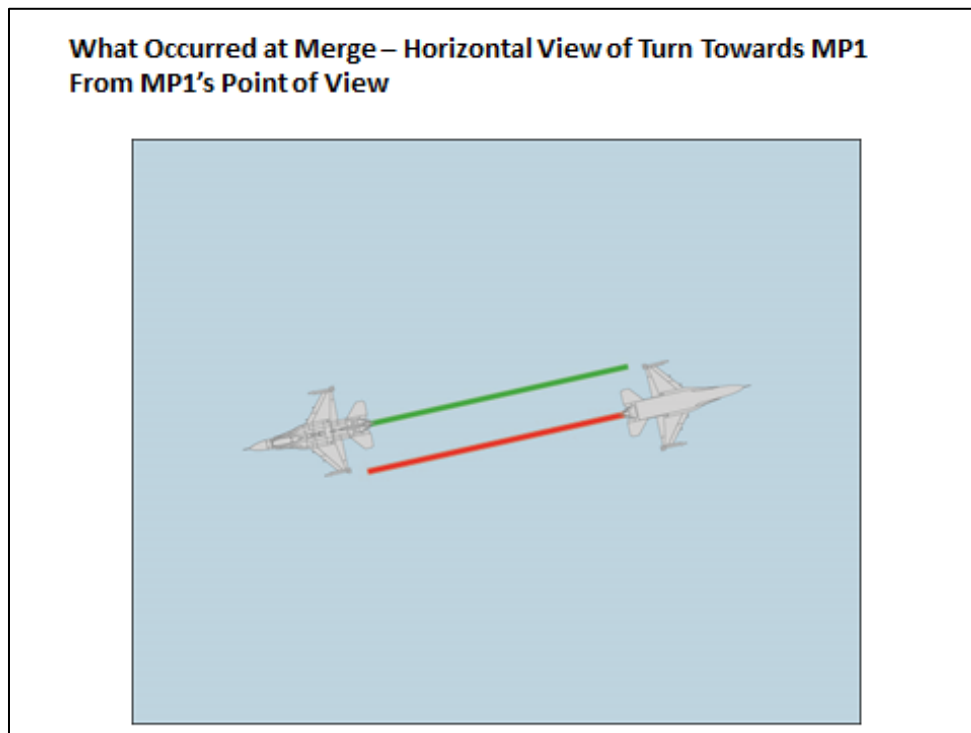 What Occurred at Merge – Horizontal View of Turn Towards MP1
From MP1's Point of View